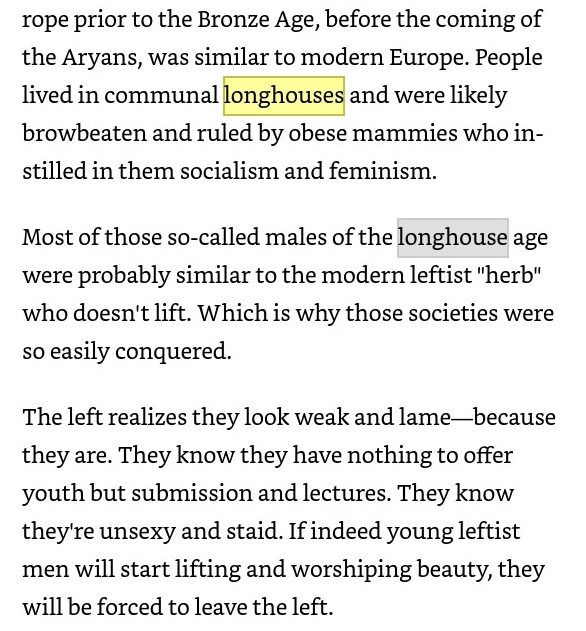 rope prior to the Bronze Age, before the coming of
the Aryans, was similar to modern Europe. People
lived in communal longhouses and were likely
browbeaten and ruled by obese mammies who in-
stilled in them socialism and feminism.
Most of those so-called males of the longhouse age
were probably similar to the modern leftist "herb"
who doesn't lift. Which is why those societies were
so easily conquered.
The left realizes they look weak and lame—because
they are. They know they have nothing to offer
youth but submission and lectures. They know
they're unsexy and staid. If indeed young leftist
men will start lifting and worshiping beauty, they
will be forced to leave the left.